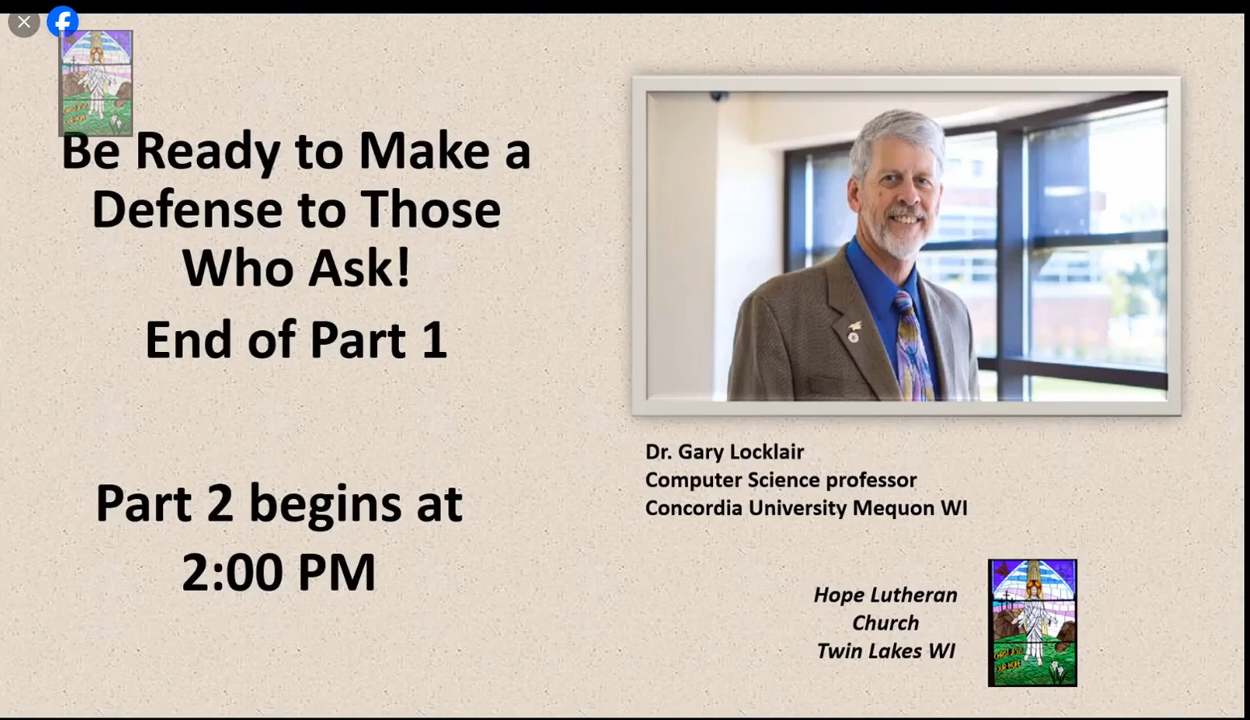 Be Ready to Make a
Defense to Those
Who Ask!
End of Part 1
Part 2 begins at
2:00 PM
Dr. Gary Locklair
Computer Science professor
Concordia University Mequon WI
Hope Lutheran
Church
Twin Lakes WI